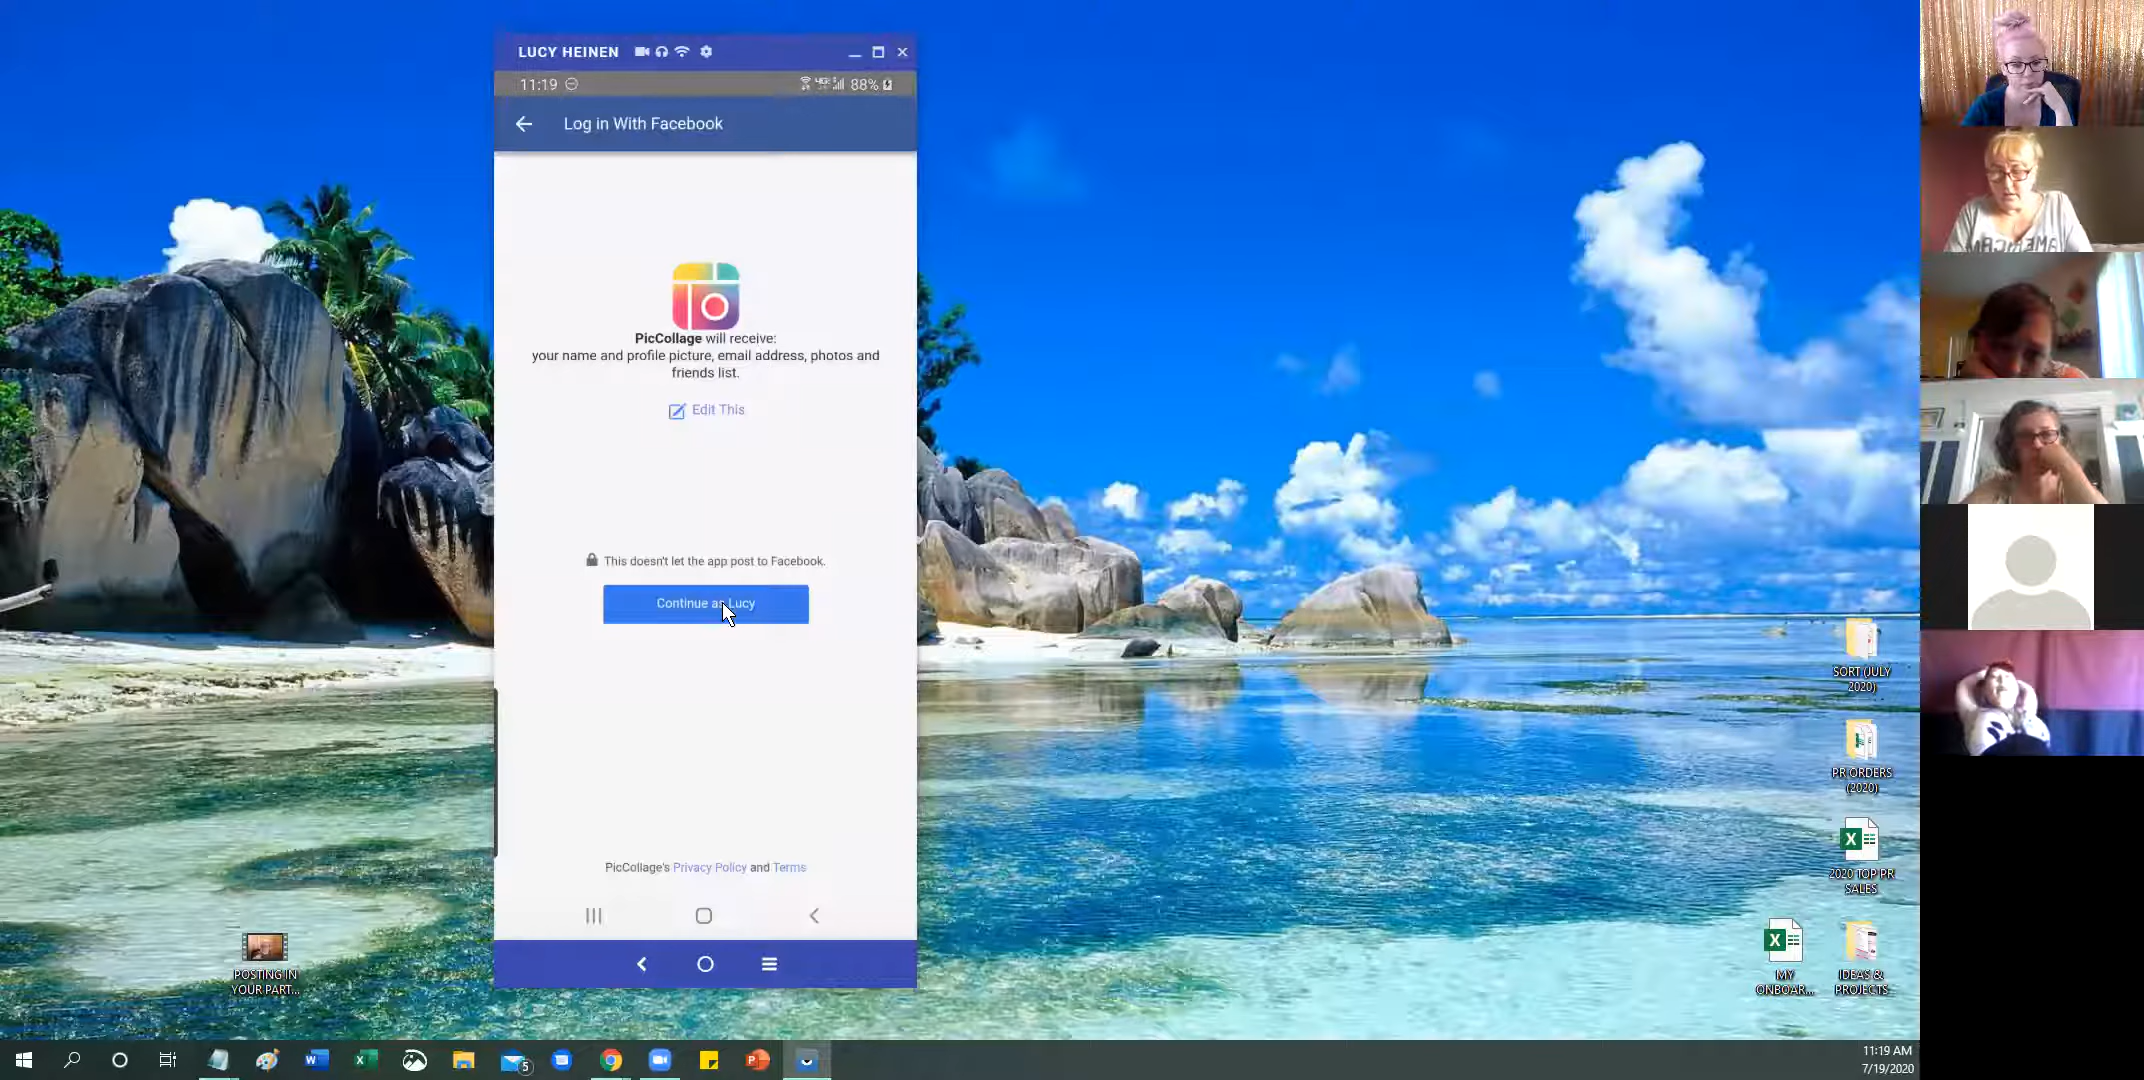 LUCY HEINEN
11:19
88%
Log in With Facebook
PicCollage will receive:
your name and profile picture, email address, photos and
friends list.
Edit This
This doesn't let the app post to Facebook.
Continue as Lucy
PicCollage's Privacy Policy and Terms
SORT (JULY
2020)
PR ORDERS
(2020)
2020 TOP PR
SALES
MY
ONBOAR...
IDEAS &
PROJECTS
POSTING IN
YOUR PART...
5
11:19 AM
7/19/2020